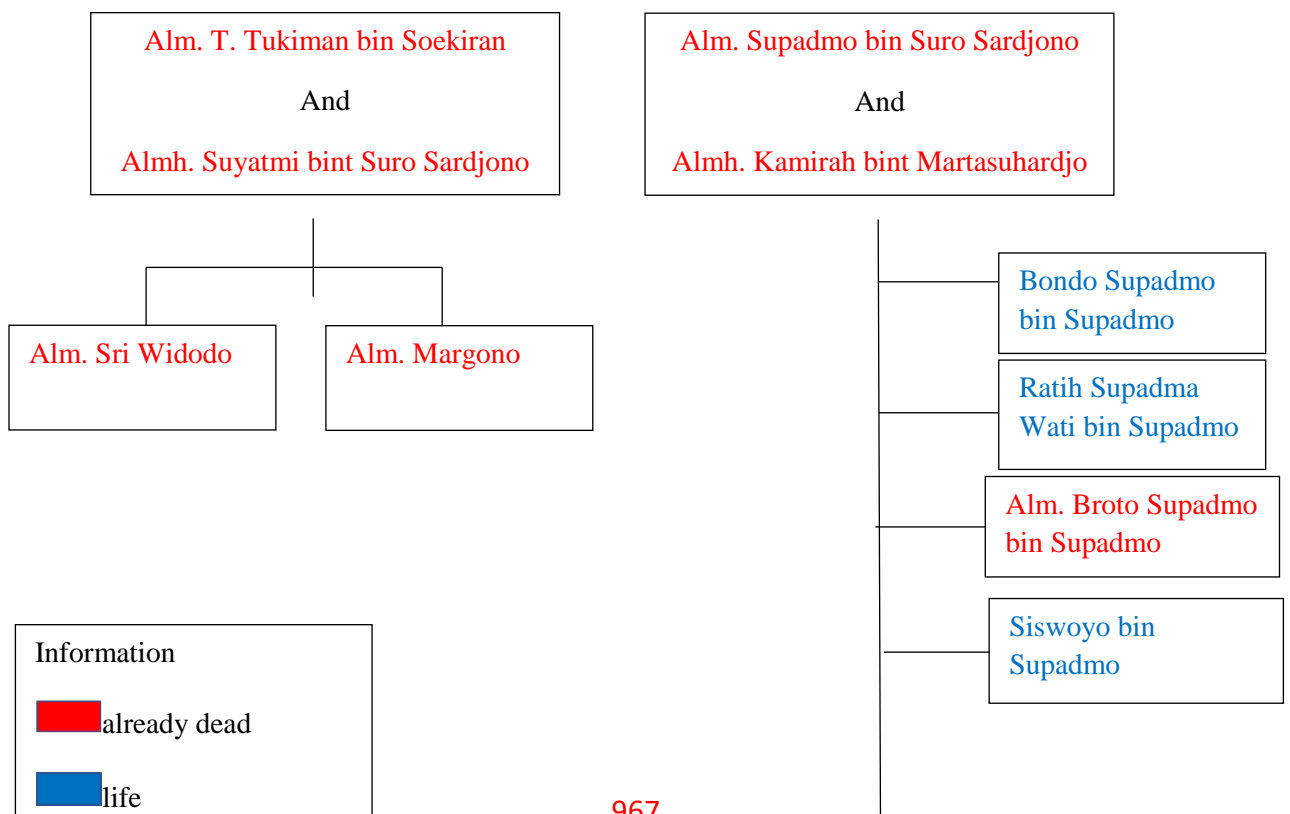 Alm. T. Tukiman bin Soekiran
And
Almh. Suyatmi bint Suro Sardjono
Alm. Supadmo bin Suro Sardjono
And
Almh. Kamirah bint Martasuhardjo
Alm. Sri Widodo
Alm. Margono
Bondo Supadmo
bin Supadmo
Ratih Supadma
Wati bin Supadmo
Alm. Broto Supadmo
bin Supadmo
Siswoyo bin
Supadmo
Information
already dead
life
967